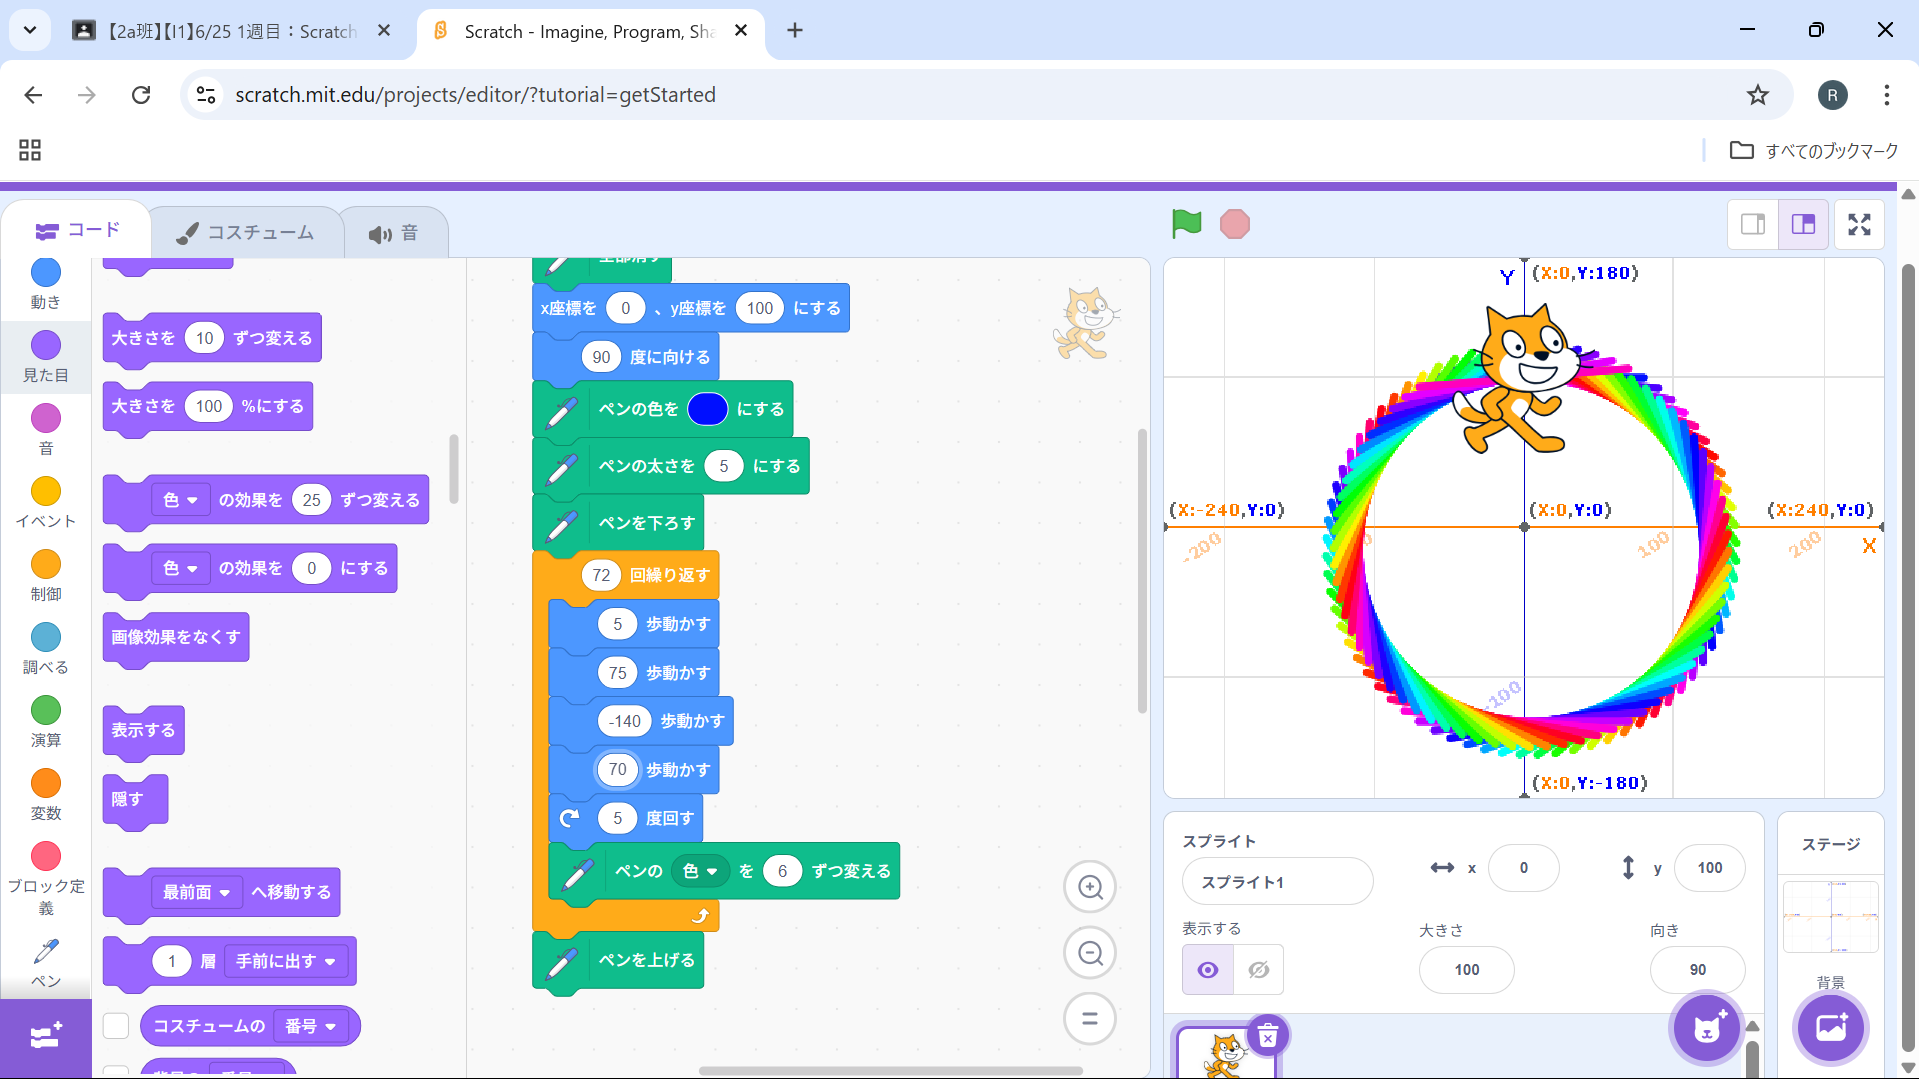 【2a班】【I1】6/25 1週目：Scratch
Scratch - Imagine, Program, Sha
scratch.mit.edu/projects/editor/?tutorial=getStarted
R
すべてのブックマーク
コード
コスチューム
音
動き
見た目
音
イベント
制御
調べる
演算
変数
ブロック定
義
ペン
大きさを 10 ずつ変える
大きさを 100 %にする
色 の効果を 25 ずつ変える
色 の効果を 0 にする
画像効果をなくす
表示する
隠す
最前面 へ移動する
1 層 手前に出す
コスチュームの 番号
全部消す
x座標を 0 、y座標を 100 にする
90 度に向ける
ペンの色を にする
ペンの太さを 5 にする
ペンを下ろす
72 回繰り返す
5 歩動かす
75 歩動かす
-140 歩動かす
70 歩動かす
5 度回す
ペンの 色 を 6 ずつ変える
ペンを上げる
Y (X:0,Y:180)
(X:-240,Y:0)
(X:0,Y:0)
(X:240,Y:0)
-200
100
200
X
-100
(X:0,Y:-180)
スプライト
スプライト1
x 0
y 100
表示する
大きさ
100
向き
90
ステージ
背景